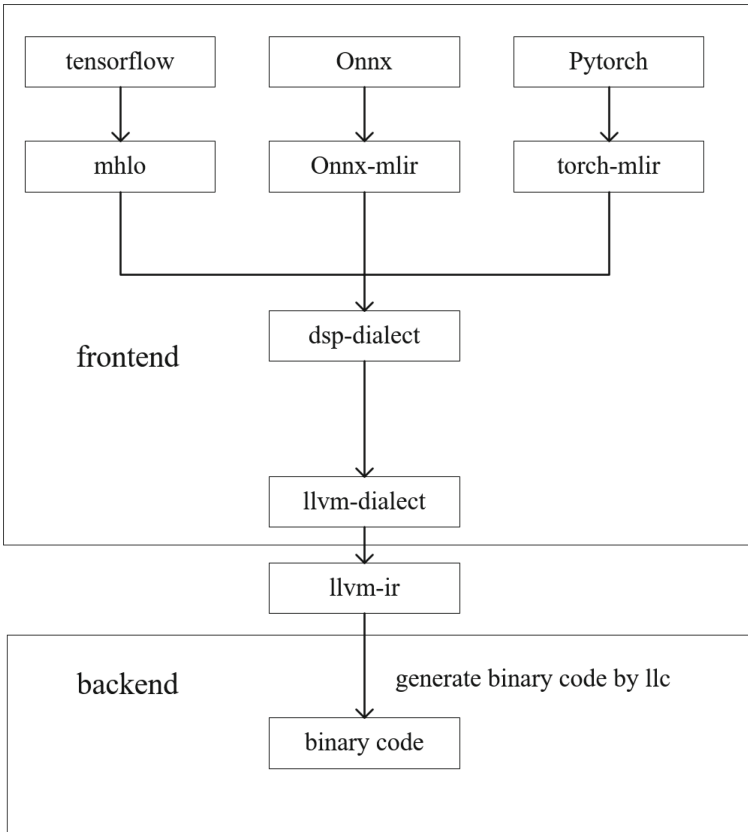 tensorflow
Onnx
Pytorch
mhlo
Onnx-mlir
torch-mlir
dsp-dialect
frontend
llvm-dialect
llvm-ir
backend
generate binary code by llc
binary code